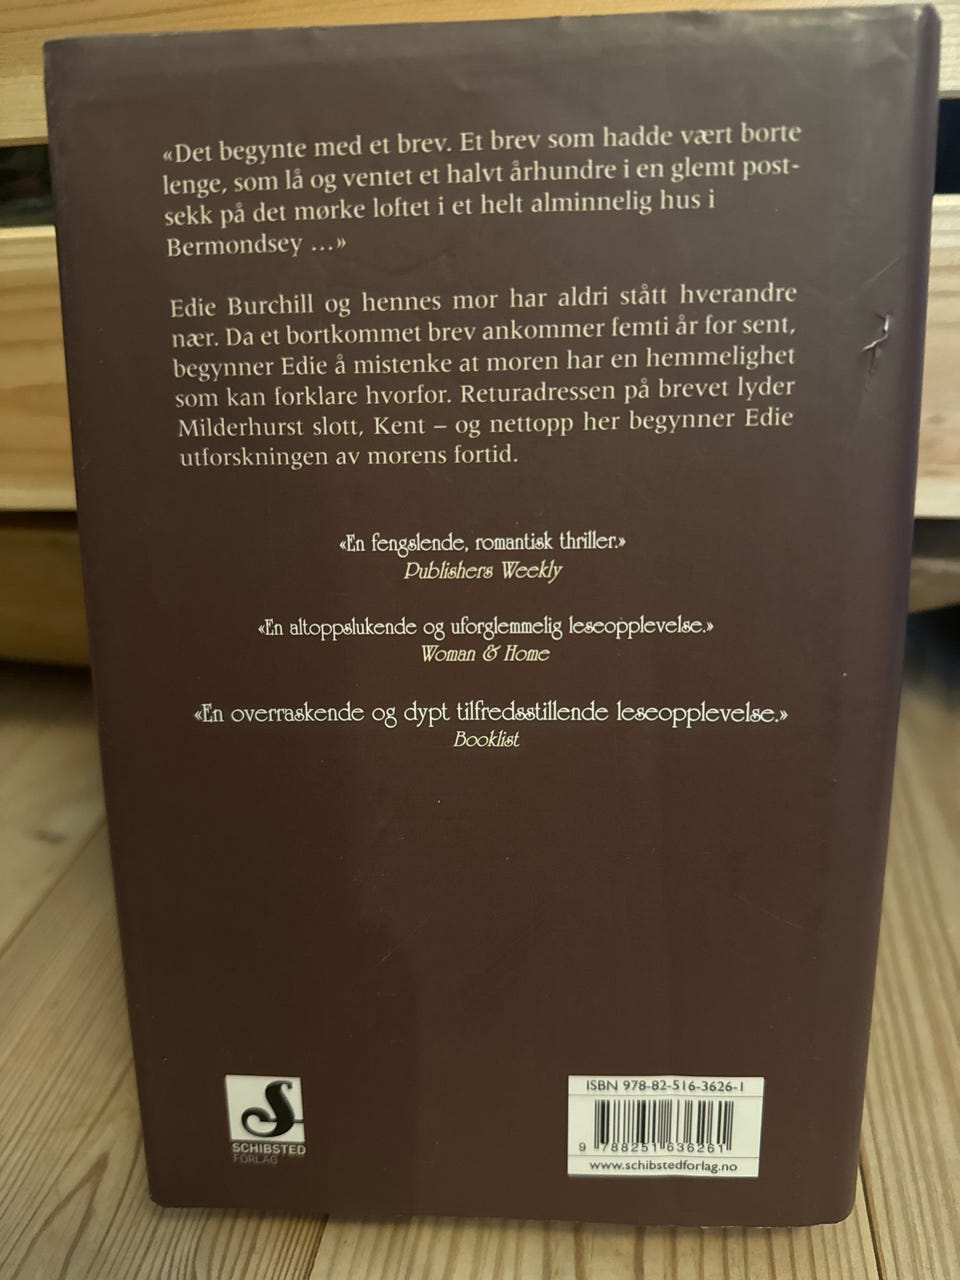 «Det begynte med et brev. Et brev som hadde vært borte
lenge, som lå og ventet et halvt århundre i en glemt post-
sekk på det mørke loftet i et helt alminnelig hus i
Bermondsey ...»
Edie Burchill og hennes mor har aldri stått hverandre
nær. Da et bortkommet brev ankommer femti år for sent,
begynner Edie å mistenke at moren har en hemmelighet
som kan forklare hvorfor. Returadressen på brevet lyder
Milderhurst slott, Kent – og nettopp her begynner Edie
utforskningen av morens fortid.
«En fengslende, romantisk thriller.»
Publishers Weekly
«En altoppslukende og uforglemmelig leseopplevelse.»
Woman & Home
«En overraskende og dypt tilfredsstillende leseopplevelse.»
Booklist
S
SCHIBSTED
FORLAG
ISBN 978-82-516-3626-1
9 788251 636261
www.schibstedforlag.no